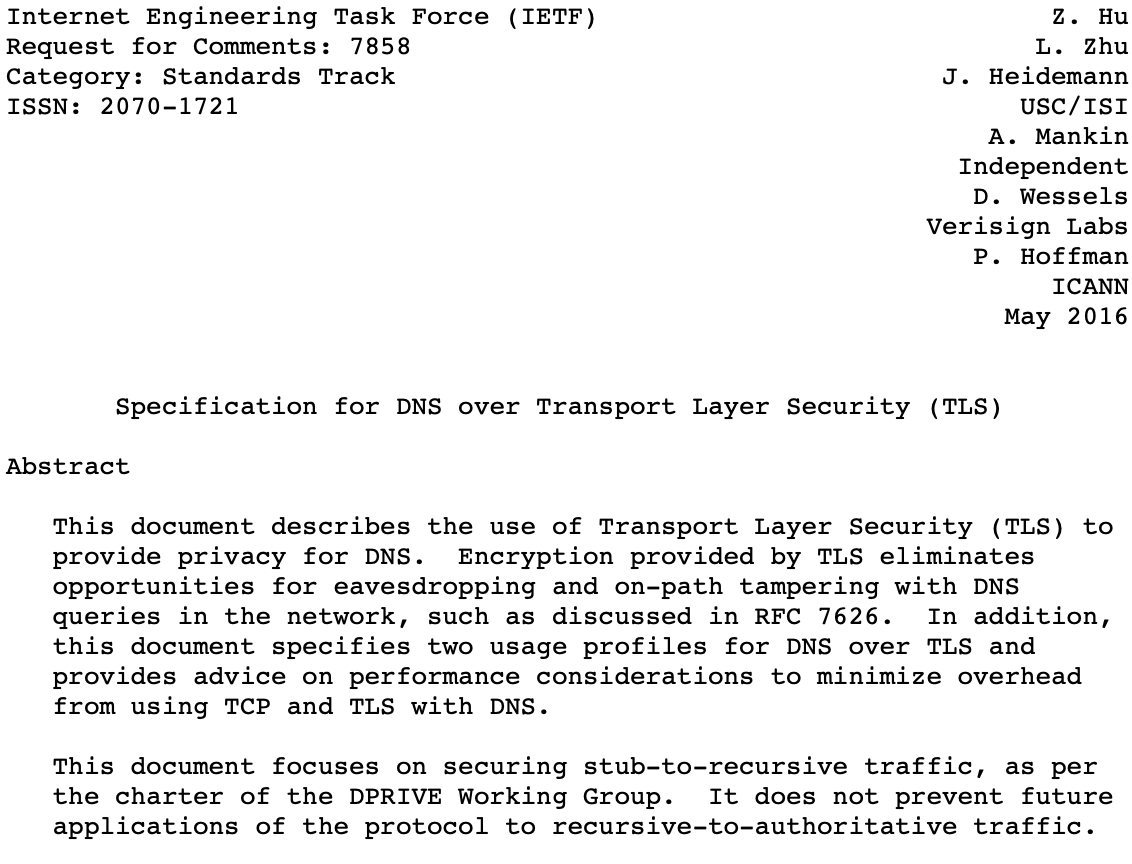 Internet Engineering Task Force (IETF) Z. Hu
Request for Comments: 7858 L. Zhu
Category: Standards Track J. Heidemann
ISSN: 2070-1721 USC/ISI
A. Mankin
Independent
D. Wessels
Verisign Labs
P. Hoffman
ICANN
May 2016
Specification for DNS over Transport Layer Security (TLS)
Abstract
This document describes the use of Transport Layer Security (TLS) to
provide privacy for DNS. Encryption provided by TLS eliminates
opportunities for eavesdropping and on-path tampering with DNS
queries in the network, such as discussed in RFC 7626. In addition,
this document specifies two usage profiles for DNS over TLS and
provides advice on performance considerations to minimize overhead
from using TCP and TLS with DNS.
This document focuses on securing stub-to-recursive traffic, as per
the charter of the DPRIVE Working Group. It does not prevent future
applications of the protocol to recursive-to-authoritative traffic.